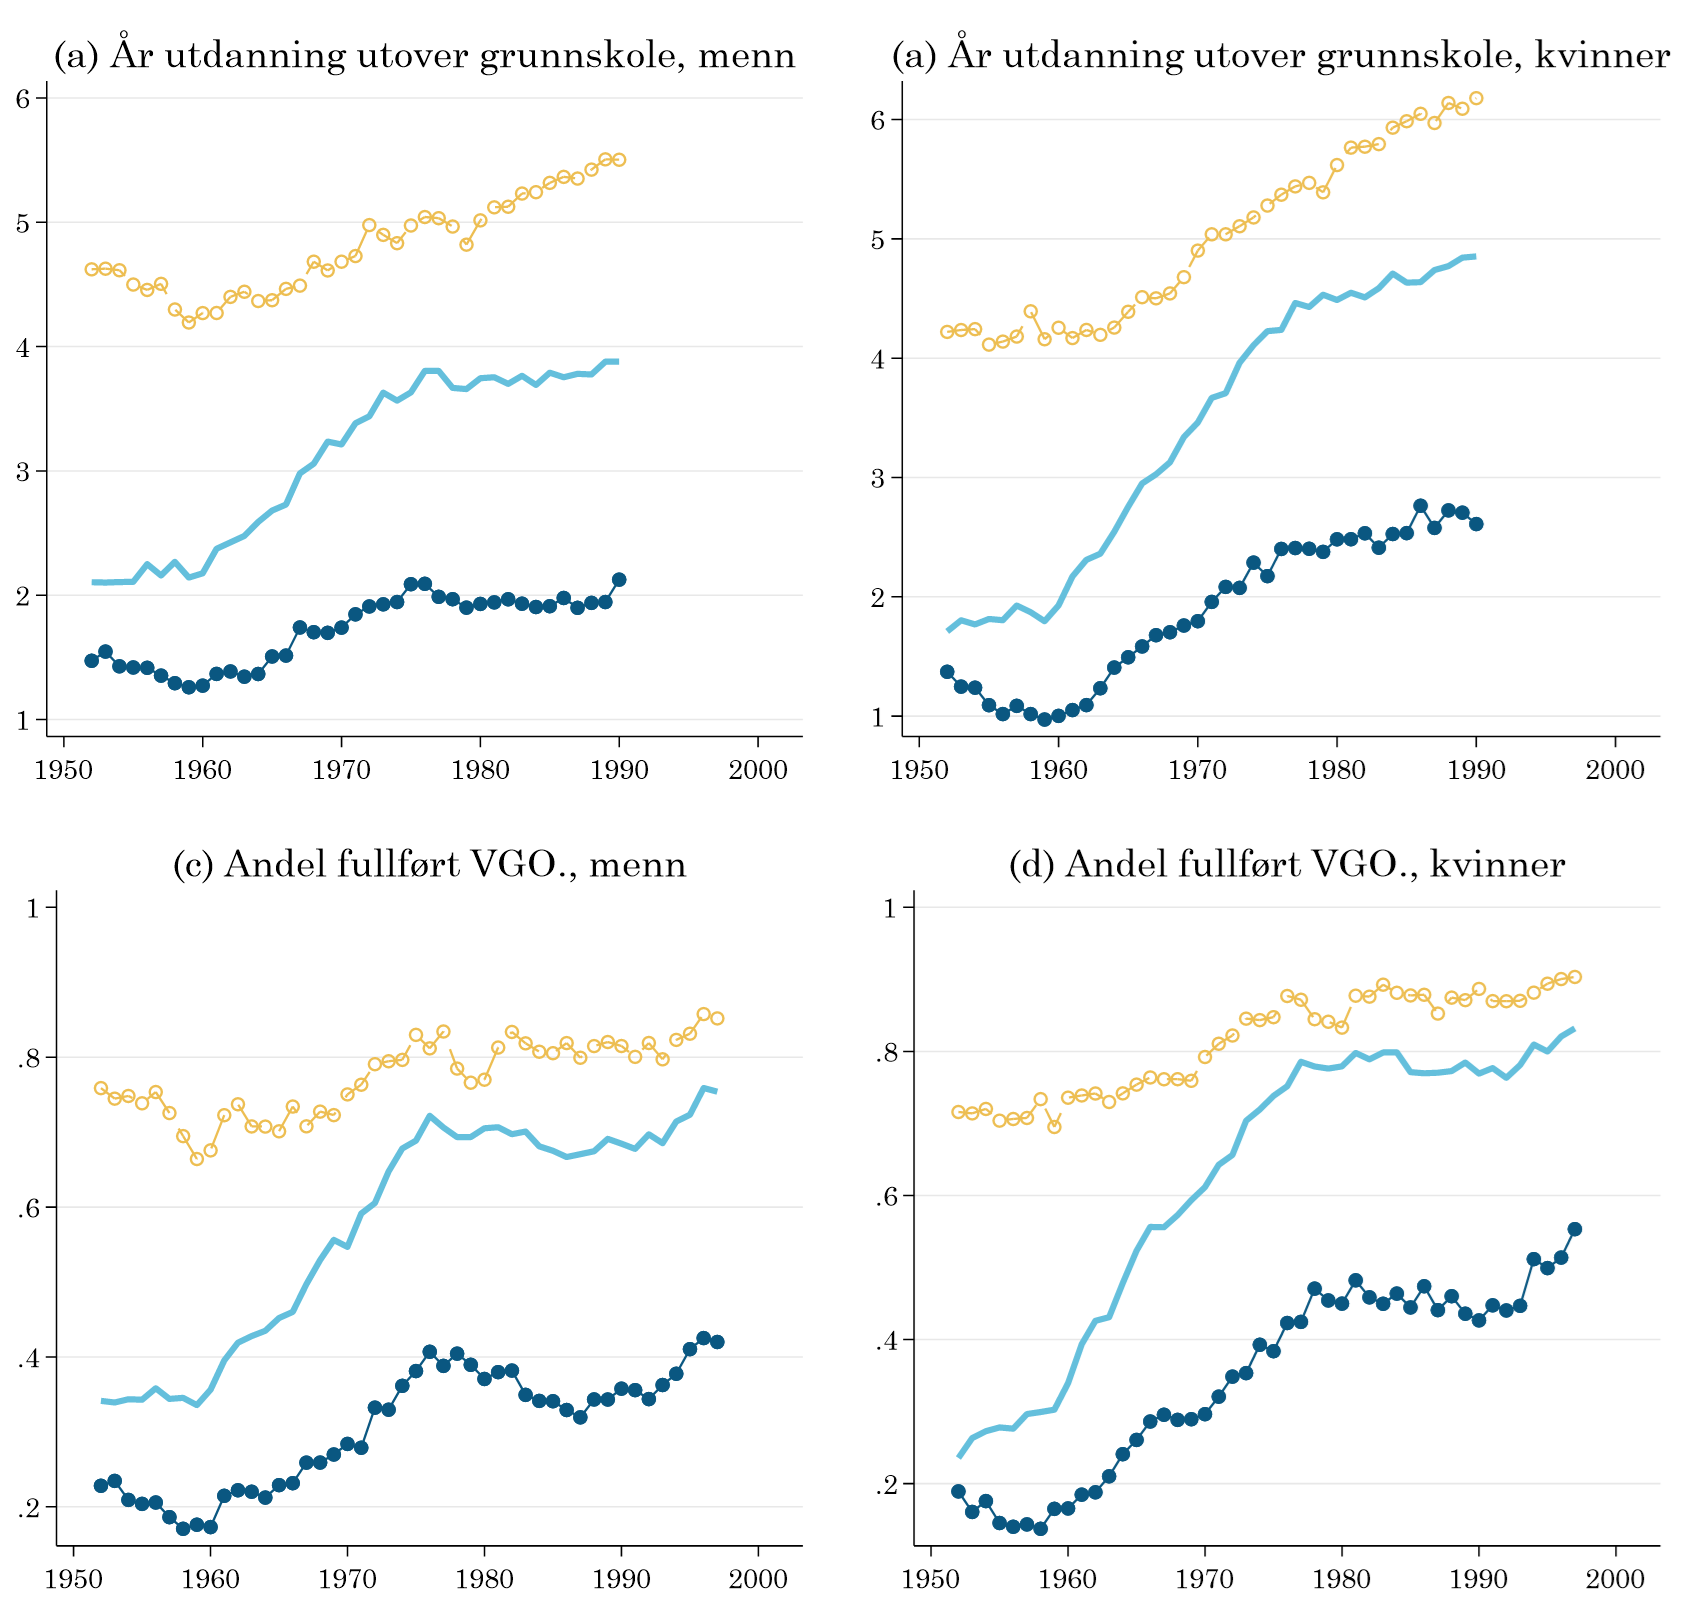 (a) År utdanning utover grunnskole, menn
6
5
4
3
2
1
1950 1960 1970 1980 1990 2000
(a) År utdanning utover grunnskole, kvinner
6
5
4
3
2
1
1950 1960 1970 1980 1990 2000
(c) Andel fullført VGO., menn
1
.8
.6
.4
.2
1950 1960 1970 1980 1990 2000
(d) Andel fullført VGO., kvinner
1
.8
.6
.4
.2
1950 1960 1970 1980 1990 2000